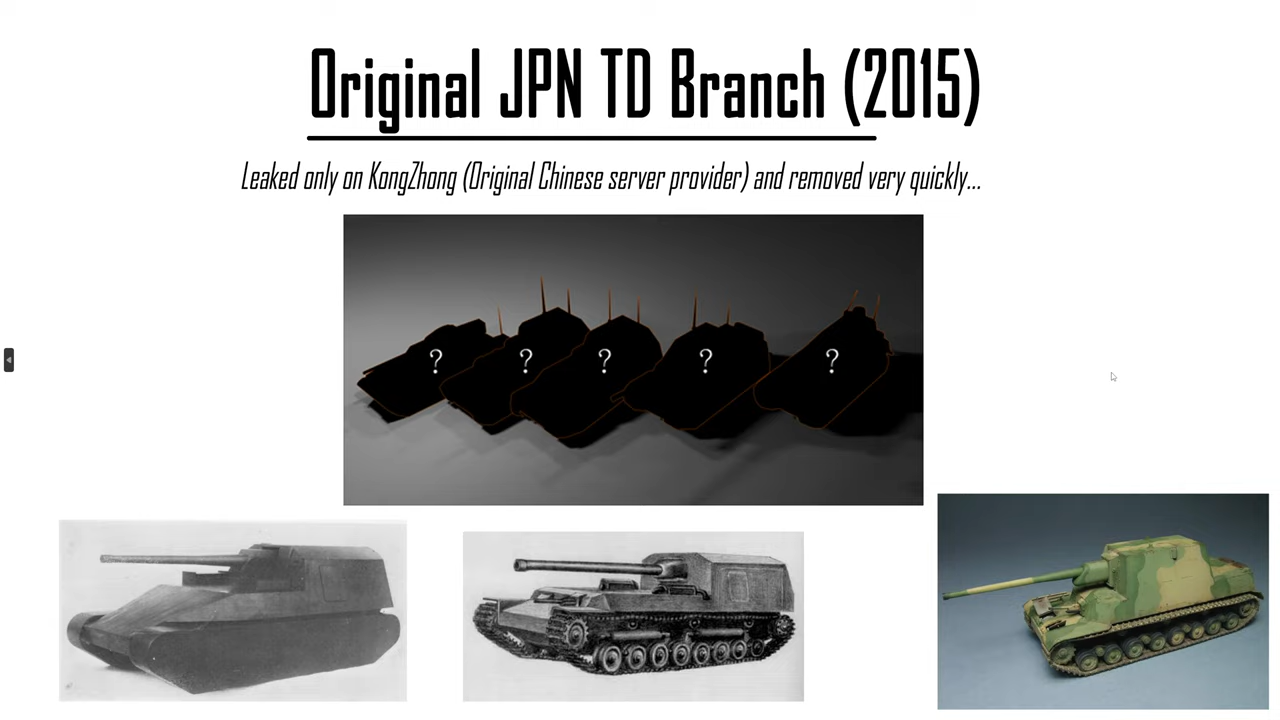 Original JPN TD Branch (2015)
Leaked only on KongZhong (Original Chinese server provider) and removed very quickly...
? ? ? ? ?